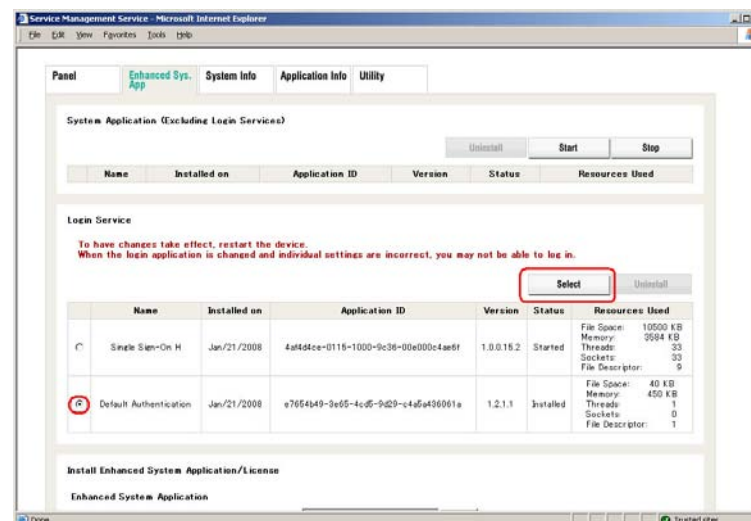 Service Management Service - Microsoft Internet Explorer
File Edit View Favorites Tools Help
Panel Enhanced Sys. App System Info Application Info Utility
System Application (Excluding Login Services)
Uninstall Start Stop
Name Installed on Application ID Version Status Resources Used
Login Service
To have changes take effect, restart the device.
When the login application is changed and individual settings are incorrect, you may not be able to log in.
Select Uninstall
Name Installed on Application ID Version Status Resources Used
Single Sign-On H Jan/21/2008 4af4d4ce-0115-1000-9c36-00e000c4ae6f 1.0.0.15.2 Started
File Space: 10500 KB
Memory: 3584 KB
Threads: 33
Sockets: 33
File Descriptor: 9
Default Authentication Jan/21/2008 e7654b49-3e65-4cd5-9d29-c4a5a436061a 1.2.1.1 Installed
File Space: 40 KB
Memory: 450 KB
Threads: 1
Sockets: 0
File Descriptor: 1
Install Enhanced System Application/License
Enhanced System Application
Done Trusted sites